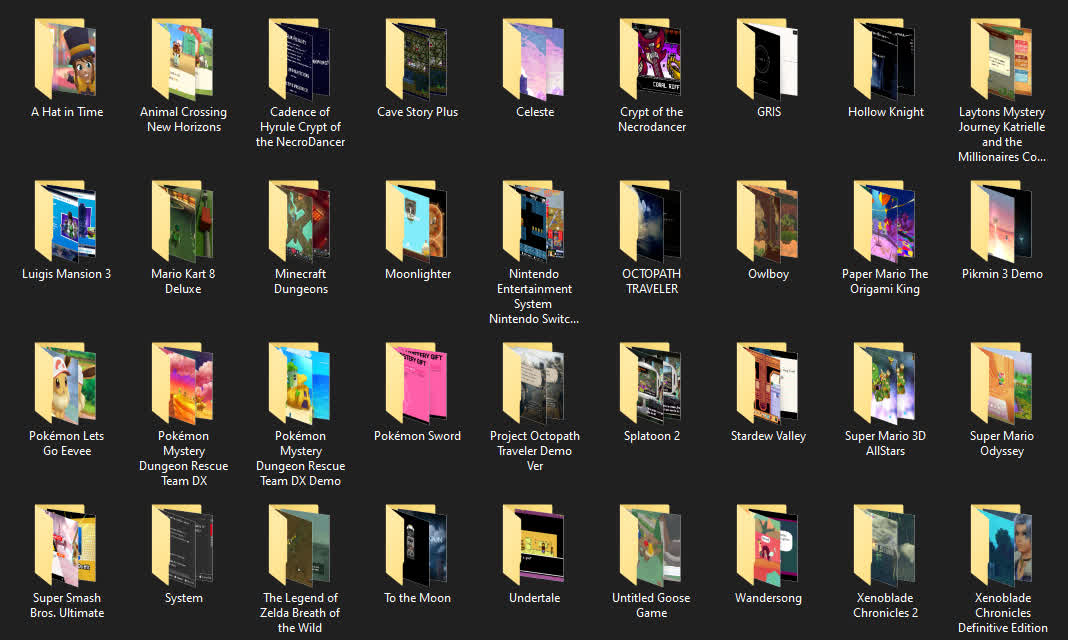 A Hat in Time
Animal Crossing
New Horizons
Cadence of
Hyrule Crypt of
the NecroDancer
Cave Story Plus
Celeste
Crypt of the
Necrodancer
GRIS
Hollow Knight
Laytons Mystery
Journey Katrielle
and the
Millionaires Co...
Luigis Mansion 3
Mario Kart 8
Deluxe
Minecraft
Dungeons
Moonlighter
Nintendo
Entertainment
System
Nintendo Switc...
OCTOPATH
TRAVELER
Owlboy
Paper Mario The
Origami King
Pikmin 3 Demo
Pokémon Lets
Go Eevee
Pokémon
Mystery
Dungeon Rescue
Team DX
Pokémon
Mystery
Dungeon Rescue
Team DX Demo
Pokémon Sword
Project Octopath
Traveler Demo
Ver
Splatoon 2
Stardew Valley
Super Mario 3D
AllStars
Super Mario
Odyssey
Super Smash
Bros. Ultimate
System
The Legend of
Zelda Breath of
the Wild
To the Moon
Undertale
Untitled Goose
Game
Wandersong
Xenoblade
Chronicles 2
Xenoblade
Chronicles
Definitive Edition